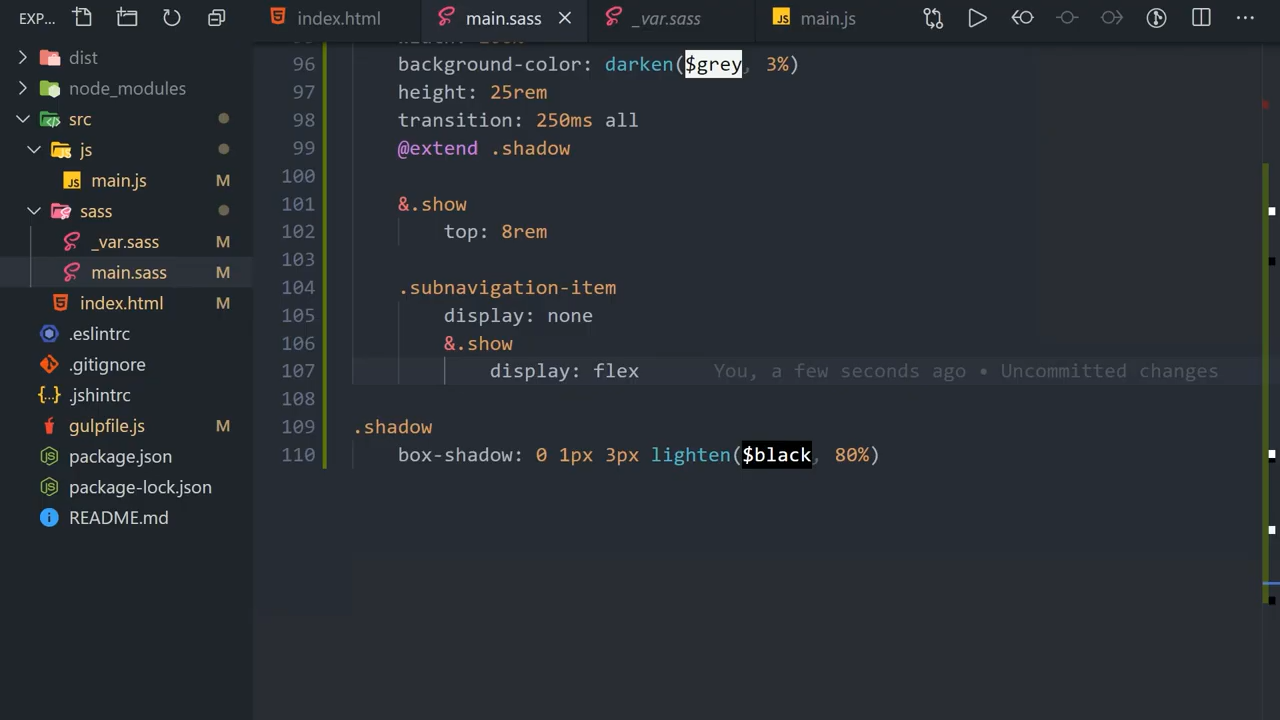 EXP...
index.html
main.sass
_var.sass
main.js
dist
node_modules
src
js
main.js M
sass
_var.sass M
main.sass M
index.html M
.eslintrc
.gitignore
.jshintrc
gulpfile.js M
package.json
package-lock.json
README.md
96 background-color: darken($grey, 3%)
97 height: 25rem
98 transition: 250ms all
99 @extend .shadow
100
101 &.show
102 top: 8rem
103
104 .subnavigation-item
105 display: none
106 &.show
107 display: flex You, a few seconds ago • Uncommitted changes
108
109 .shadow
110 box-shadow: 0 1px 3px lighten($black, 80%)